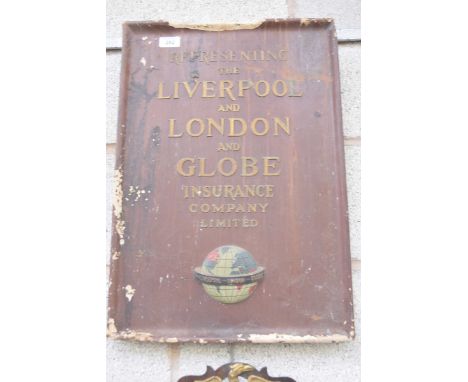 REPRESENTING
THE
LIVERPOOL
AND
LONDON
AND
GLOBE
INSURANCE
COMPANY
LIMITED